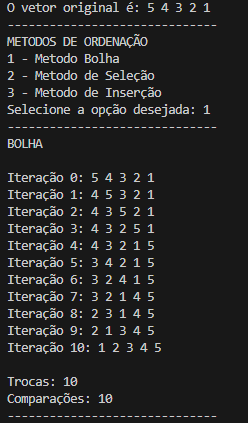 O vetor original é: 5 4 3 2 1
------------------------------
METODOS DE ORDENAÇÃO
1 - Metodo Bolha
2 - Metodo de Seleção
3 - Metodo de Inserção
Selecione a opção desejada: 1
------------------------------
BOLHA
Iteração 0: 5 4 3 2 1
Iteração 1: 4 5 3 2 1
Iteração 2: 4 3 5 2 1
Iteração 3: 4 3 2 5 1
Iteração 4: 4 3 2 1 5
Iteração 5: 3 4 2 1 5
Iteração 6: 3 2 4 1 5
Iteração 7: 3 2 1 4 5
Iteração 8: 2 3 1 4 5
Iteração 9: 2 1 3 4 5
Iteração 10: 1 2 3 4 5
Trocas: 10
Comparações: 10
------------------------------